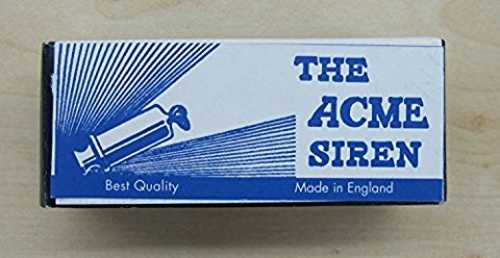 THE
ACME
SIREN
Best Quality
Made in England